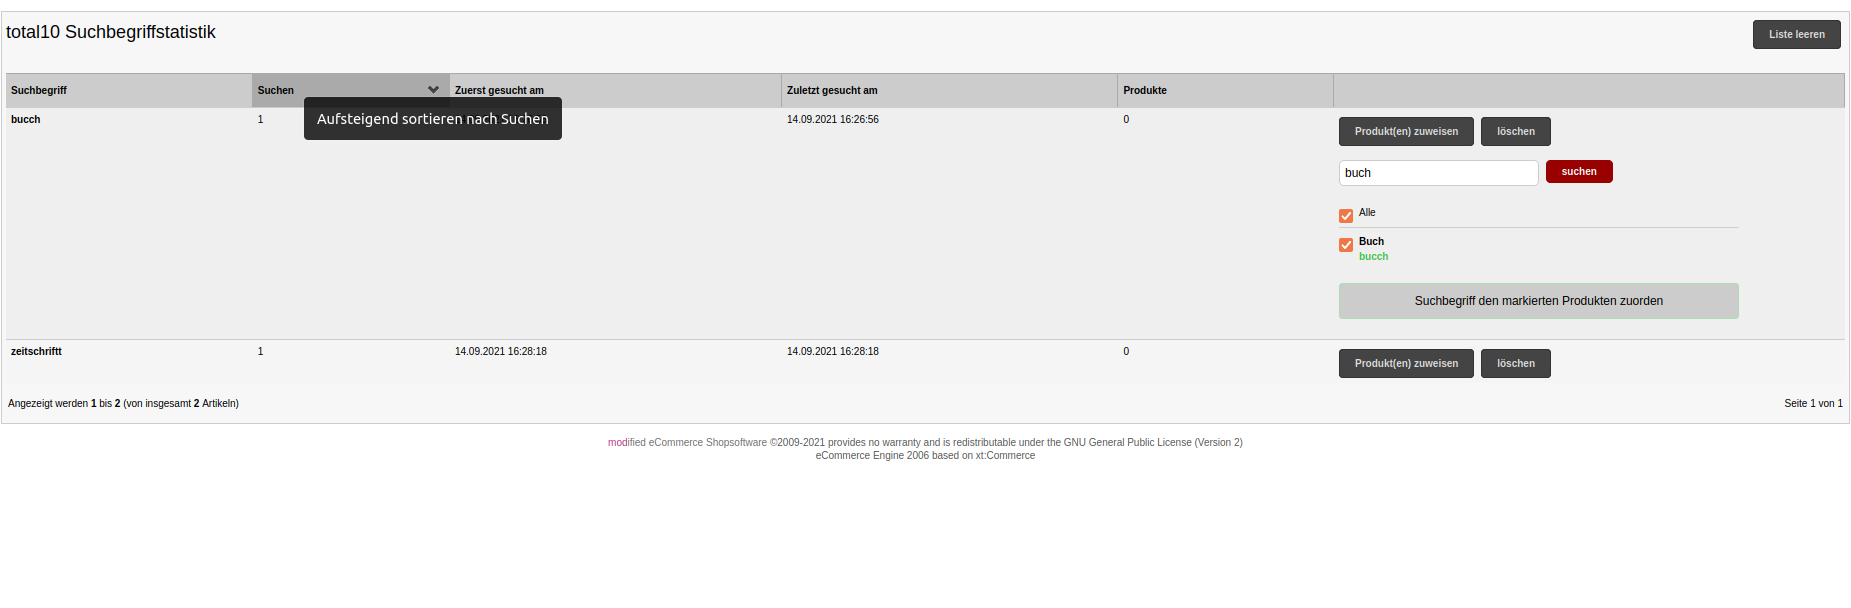 total10 Suchbegriffstatistik
Liste leeren
Suchbegriff Suchen Zuerst gesucht am Zuletzt gesucht am Produkte
Aufsteigend sortieren nach Suchen
bucch 1 14.09.2021 16:26:56 0
Produkt(en) zuweisen löschen
buch suchen
Alle
Buch
bucch
Suchbegriff den markierten Produkten zuorden
zeitschriftt 1 14.09.2021 16:28:18 14.09.2021 16:28:18 0 Produkt(en) zuweisen löschen
Angezeigt werden 1 bis 2 (von insgesamt 2 Artikeln) Seite 1 von 1
modified eCommerce Shopsoftware ©2009-2021 provides no warranty and is redistributable under the GNU General Public License (Version 2)
eCommerce Engine 2006 based on xt:Commerce